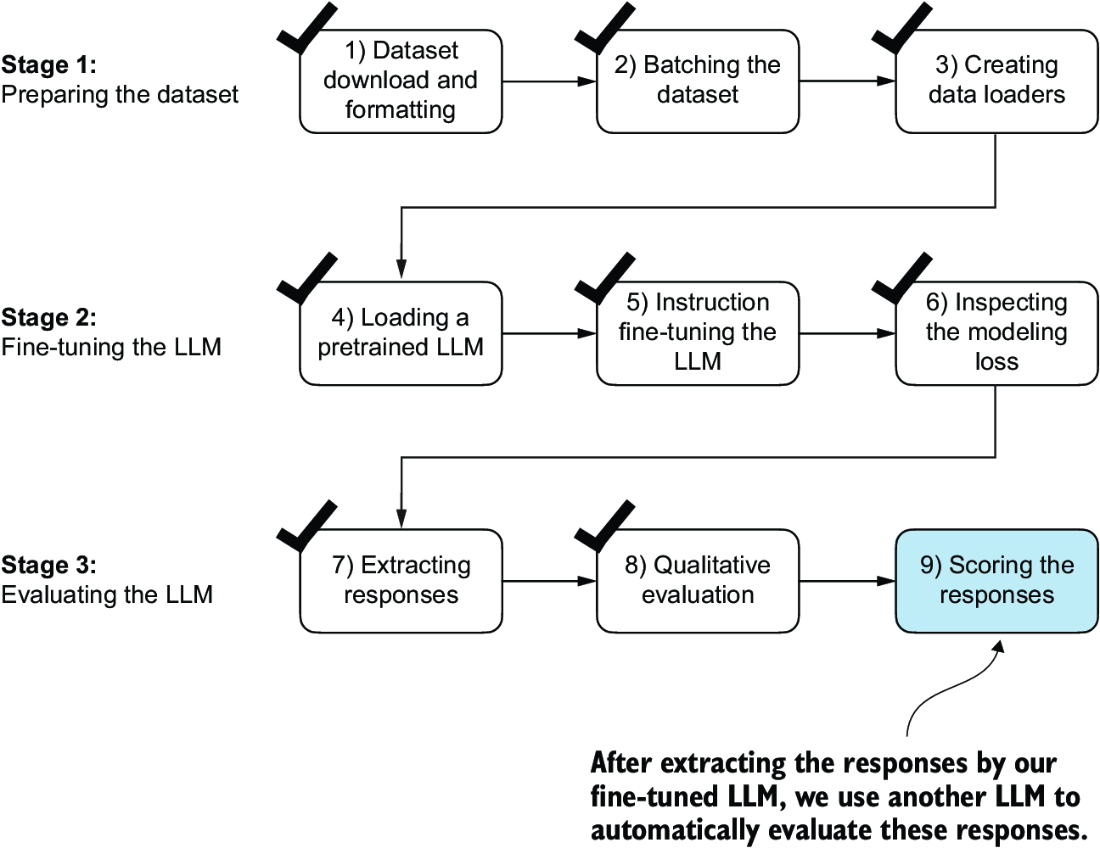 Stage 1:
Preparing the dataset
1) Dataset
download and
formatting
2) Batching the
dataset
3) Creating
data loaders
Stage 2:
Fine-tuning the LLM
4) Loading a
pretrained LLM
5) Instruction
fine-tuning the
LLM
6) Inspecting
the modeling
loss
Stage 3:
Evaluating the LLM
7) Extracting
responses
8) Qualitative
evaluation
9) Scoring the
responses
After extracting the responses by our
fine-tuned LLM, we use another LLM to
automatically evaluate these responses.